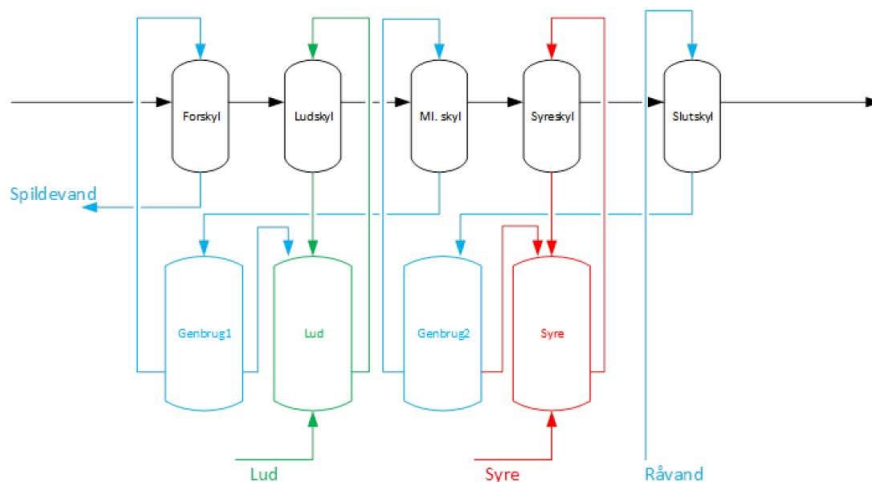 Forskyl
Ludskyl
Ml. skyl
Syreskyl
Slutskyl
Spildevand
Genbrug1
Lud
Genbrug2
Syre
Lud
Syre
Råvand